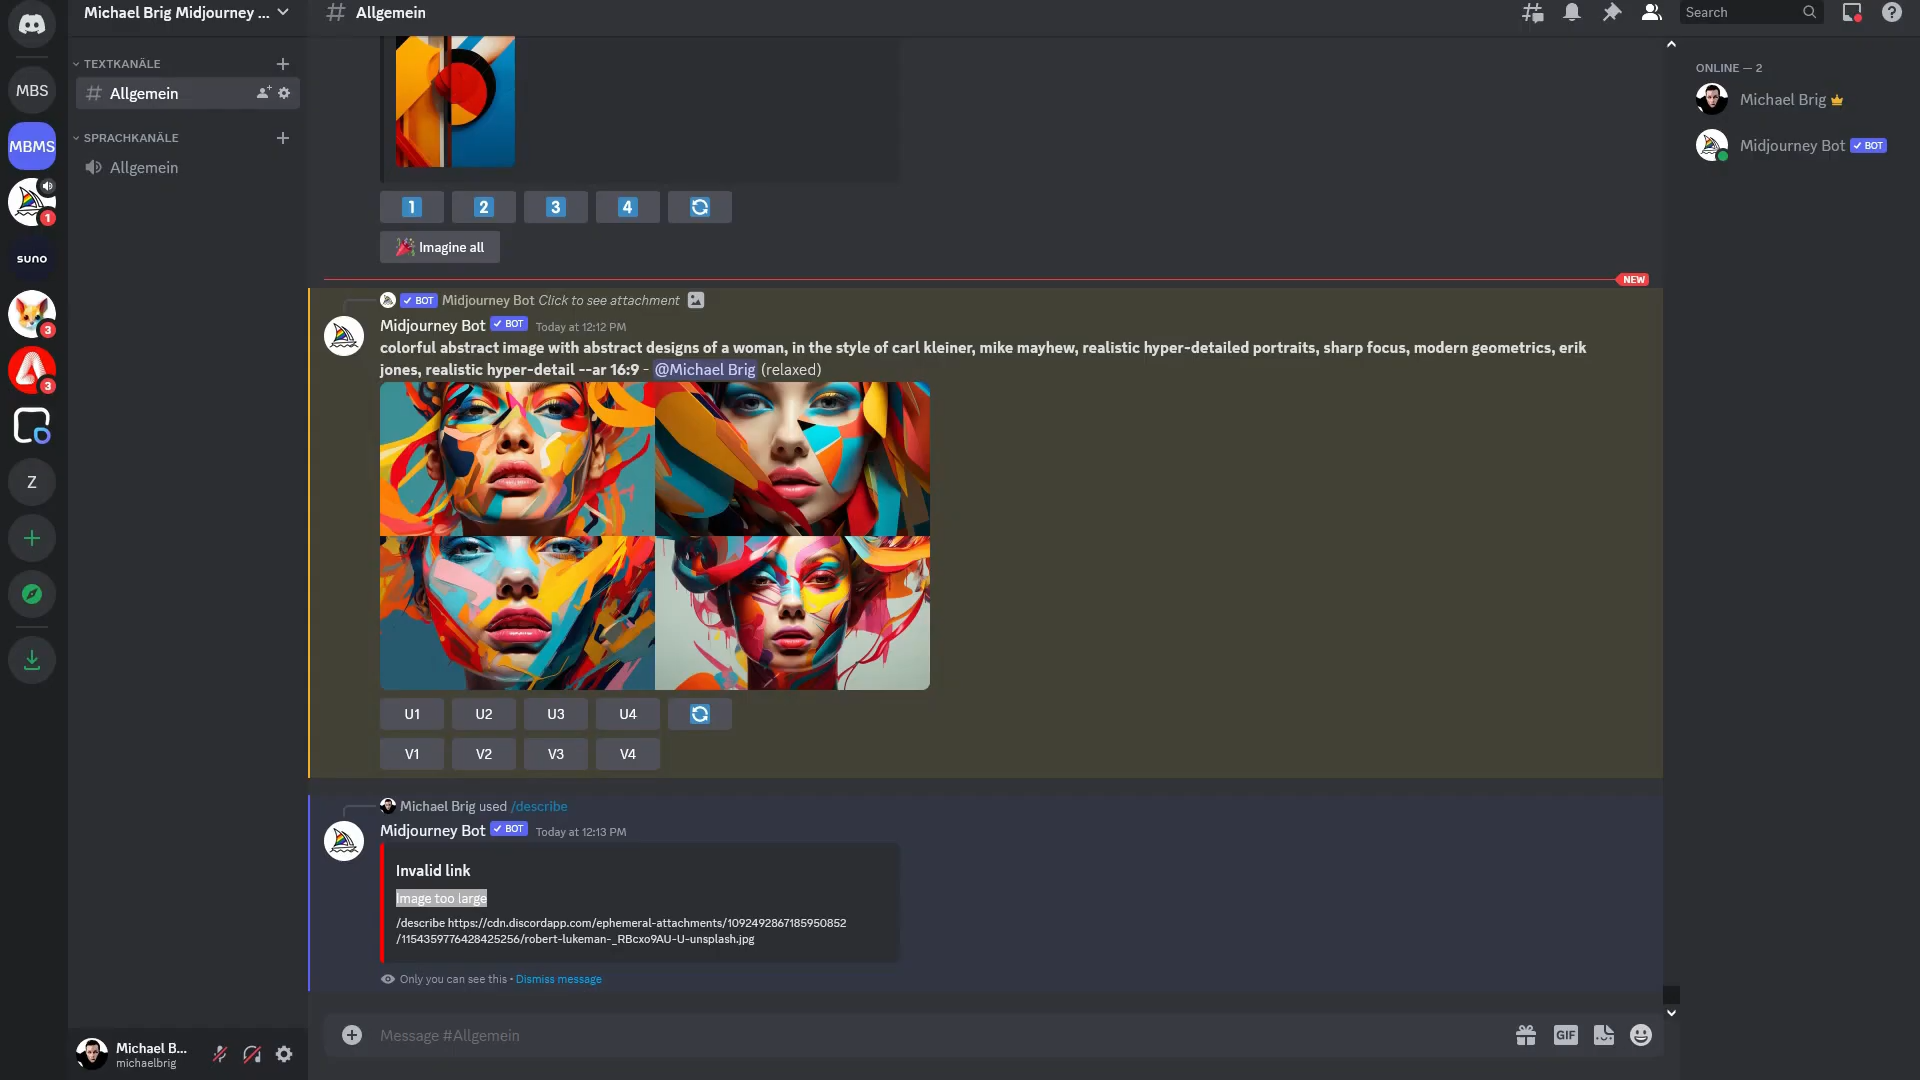 Michael Brig Midjourney ...
Allgemein
Search
TEXTKANÄLE
Allgemein
SPRACHKANÄLE
Allgemein
MBS
MBMS
1
suno
3
3
Z
1 2 3 4
Imagine all
NEW
BOT Midjourney Bot Click to see attachment
Midjourney Bot BOT Today at 12:12 PM
colorful abstract image with abstract designs of a woman, in the style of carl kleiner, mike mayhew, realistic hyper-detailed portraits, sharp focus, modern geometrics, erik
jones, realistic hyper-detail --ar 16:9 - @Michael Brig (relaxed)
U1 U2 U3 U4
V1 V2 V3 V4
Michael Brig used /describe
Midjourney Bot BOT Today at 12:13 PM
Invalid link
Image too large
/describe https://cdn.discordapp.com/ephemeral-attachments/1092492867185950852
/1154359776428425256/robert-lukeman-_RBcxo9AU-U-unsplash.jpg
Only you can see this • Dismiss message
Message #Allgemein
GIF
Michael B...
michaelbrig
ONLINE — 2
Michael Brig
Midjourney Bot BOT